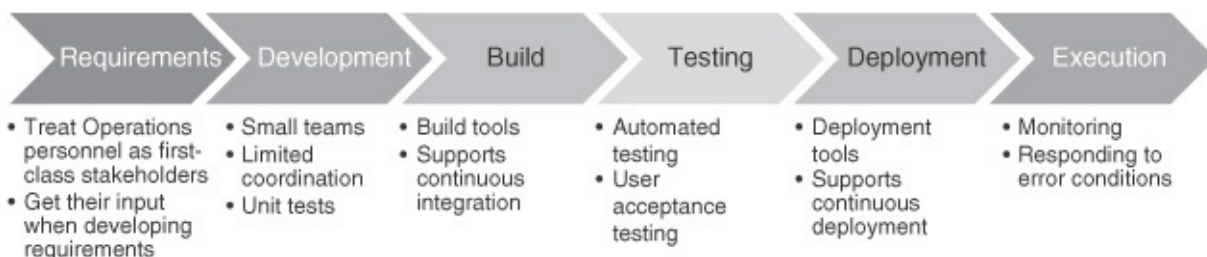 Requirements
Development
Build
Testing
Deployment
Execution
• Treat Operations
personnel as first-
class stakeholders
• Get their input
when developing
requirements
• Small teams
• Limited
coordination
• Unit tests
• Build tools
• Supports
continuous
integration
• Automated
testing
• User
acceptance
testing
• Deployment
tools
• Supports
continuous
deployment
• Monitoring
• Responding to
error conditions